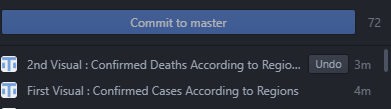 Commit to master 72
2nd Visual : Confirmed Deaths According to Regio... Undo 3m
First Visual : Confirmed Cases According to Regions 4m